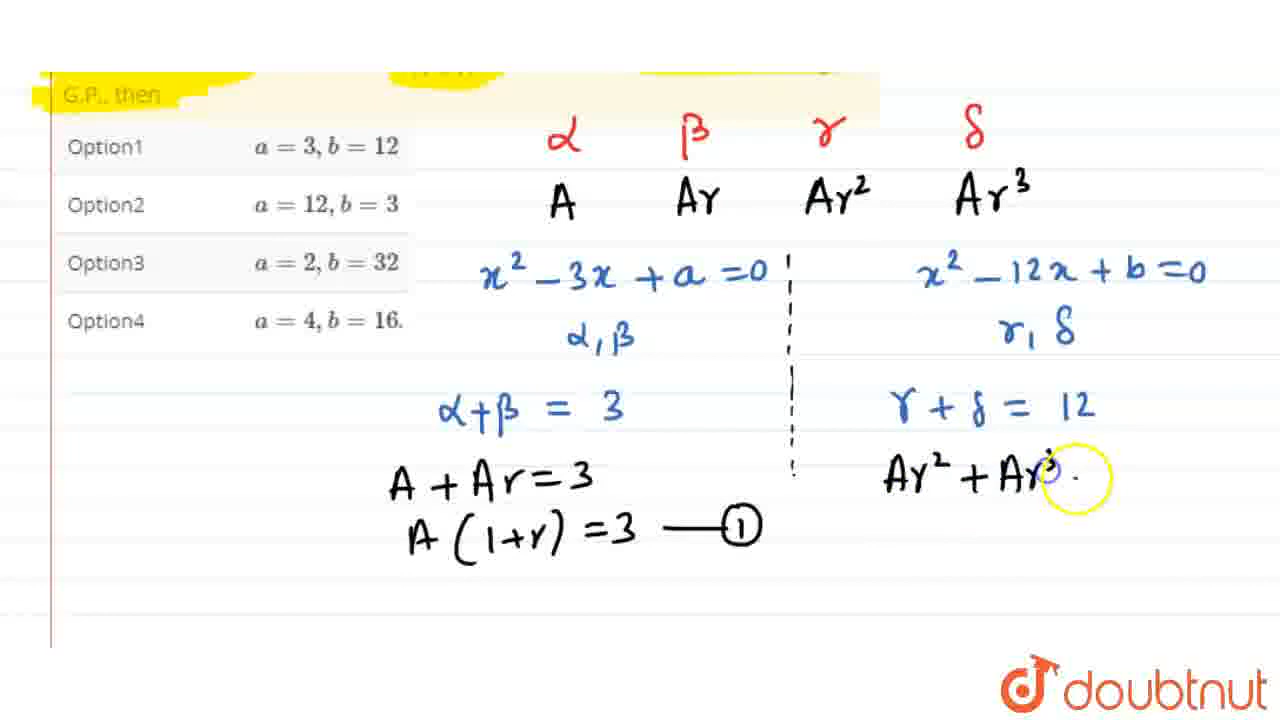 G.P., then
Option1 a = 3, b = 12
Option2 a = 12, b = 3
Option3 a = 2, b = 32
Option4 a = 4, b = 16.
α β γ δ
A Ar Ar² Ar³
x² - 3x + a = 0 x² - 12x + b = 0
α, β γ, δ
α + β = 3 γ + δ = 12
A + Ar = 3 Ar² + Ar³
A (1+r) = 3 — ①
doubtnut